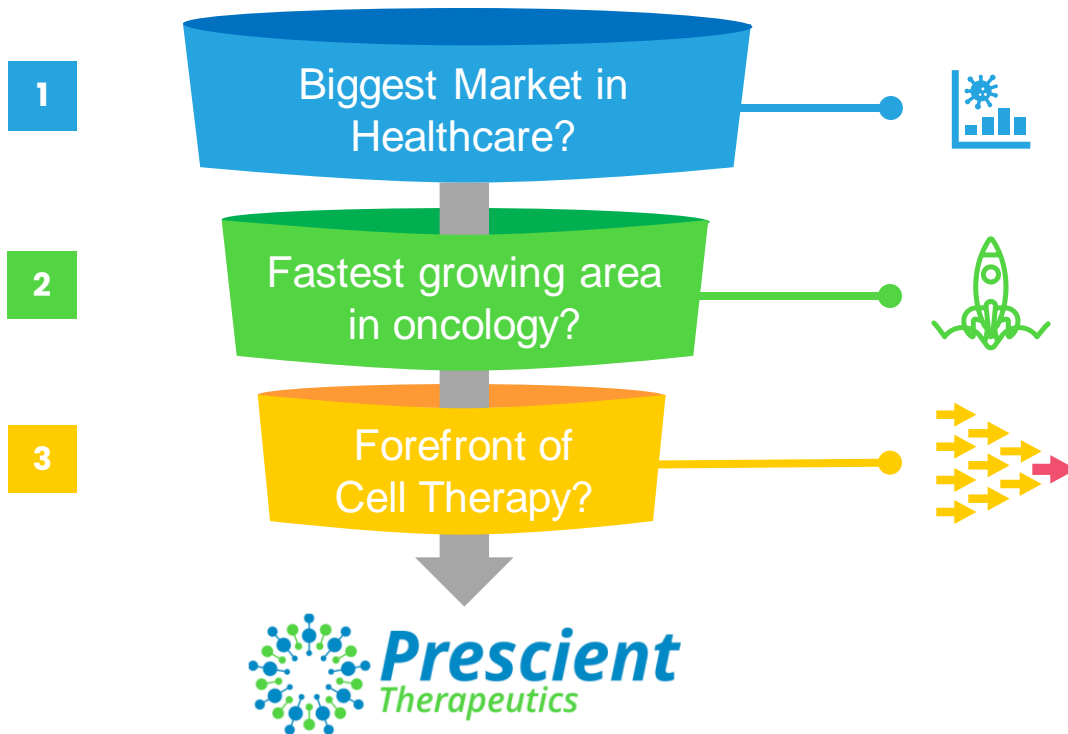 1
Biggest Market in
Healthcare?
2
Fastest growing area
in oncology?
3
Forefront of
Cell Therapy?
Prescient
Therapeutics